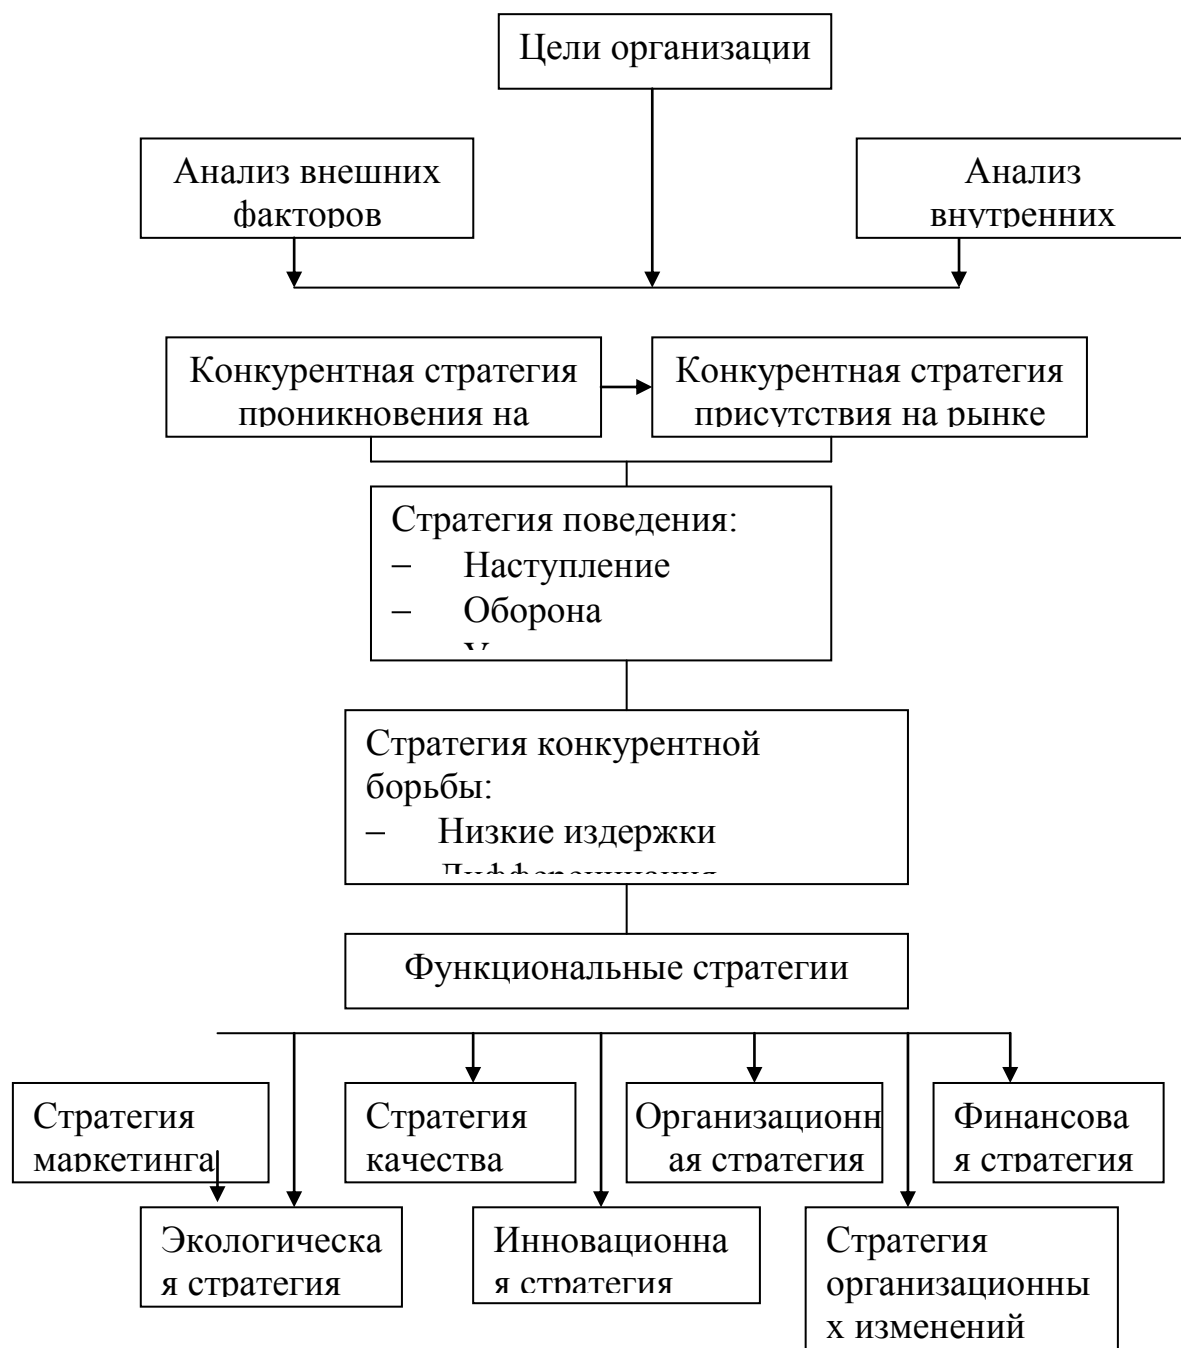 Цели организации
Анализ внешних
факторов
Анализ
внутренних
Конкурентная стратегия
проникновения на
Конкурентная стратегия
присутствия на рынке
Стратегия поведения:
– Наступление
– Оборона
Стратегия конкурентной
борьбы:
– Низкие издержки
Дифференциация
Функциональные стратегии
Стратегия
маркетинга
Стратегия
качества
Организационн
ая стратегия
Финансова
я стратегия
Экологическа
я стратегия
Инновационна
я стратегия
Стратегия
организационны
х изменений